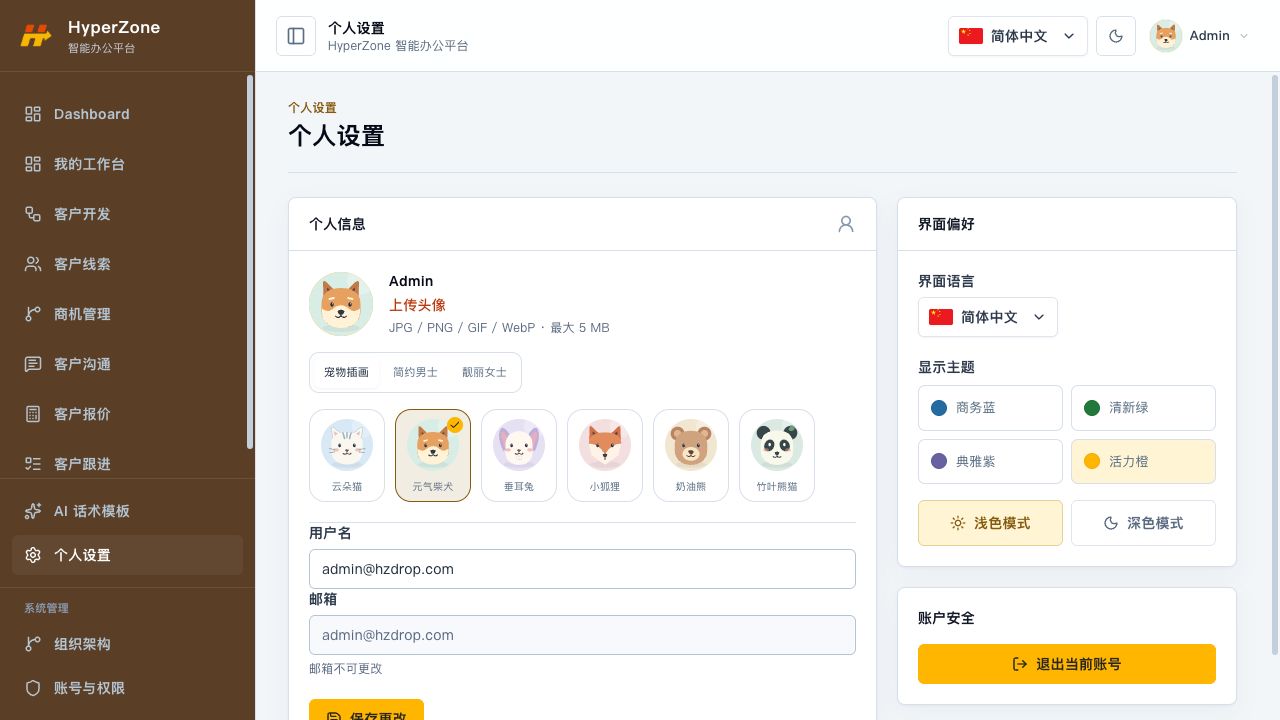 HyperZone
智能办公平台
Dashboard
我的工作台
客户开发
客户线索
商机管理
客户沟通
客户报价
客户跟进
AI 话术模板
个人设置
系统管理
组织架构
账号与权限
个人设置
HyperZone 智能办公平台
简体中文
Admin
个人设置
个人设置
个人信息
Admin
上传头像
JPG / PNG / GIF / WebP · 最大 5 MB
宠物插画
简约男士
靓丽女士
云朵猫
元气柴犬
垂耳兔
小狐狸
奶油熊
竹叶熊猫
用户名
admin@hzdrop.com
邮箱
admin@hzdrop.com
邮箱不可更改
保存更改
界面偏好
界面语言
简体中文
显示主题
商务蓝
清新绿
典雅紫
活力橙
浅色模式
深色模式
账户安全
退出当前账号